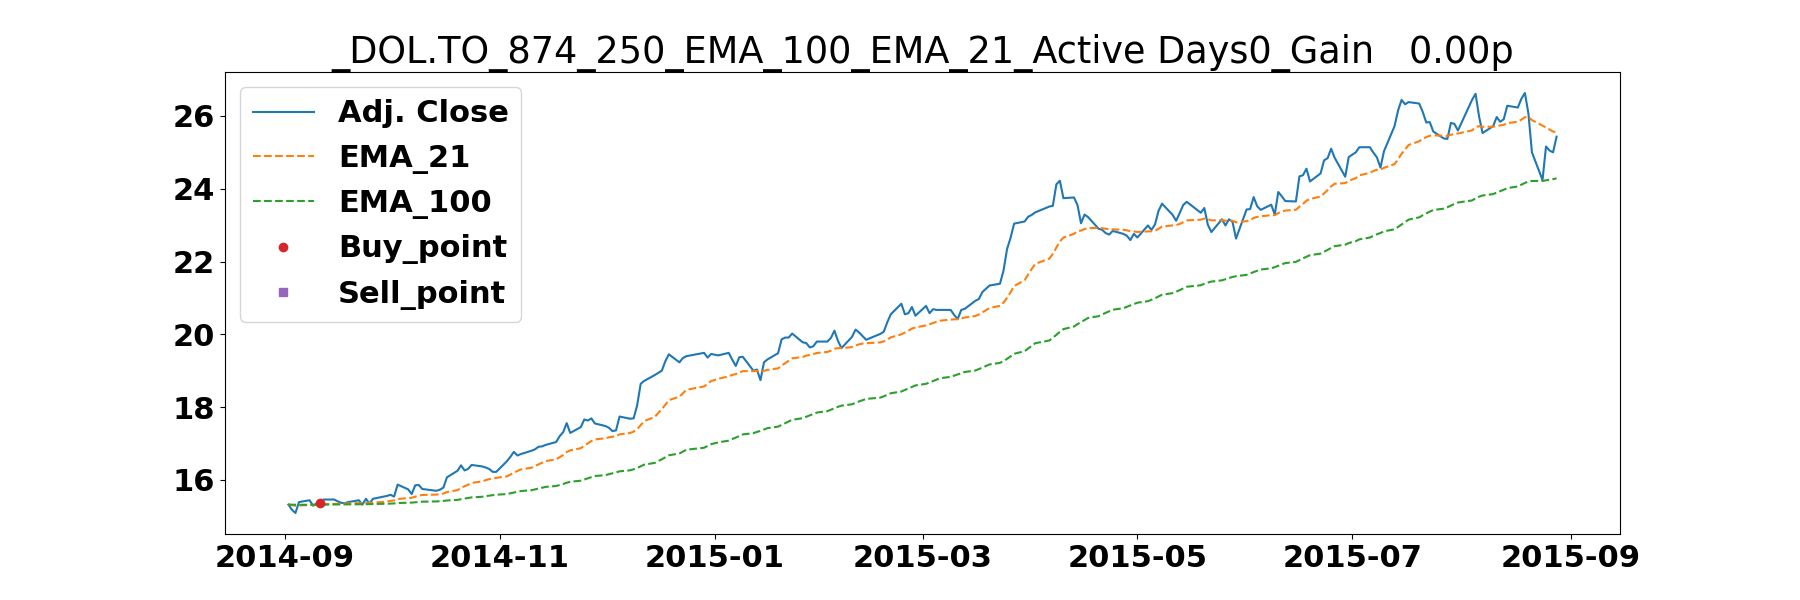 _DOL.TO_874_250_EMA_100_EMA_21_Active Days0_Gain   0.00p
Adj. Close
EMA_21
EMA_100
Buy_point
Sell_point
26
24
22
20
18
16
2014-09 2014-11 2015-01 2015-03 2015-05 2015-07 2015-09